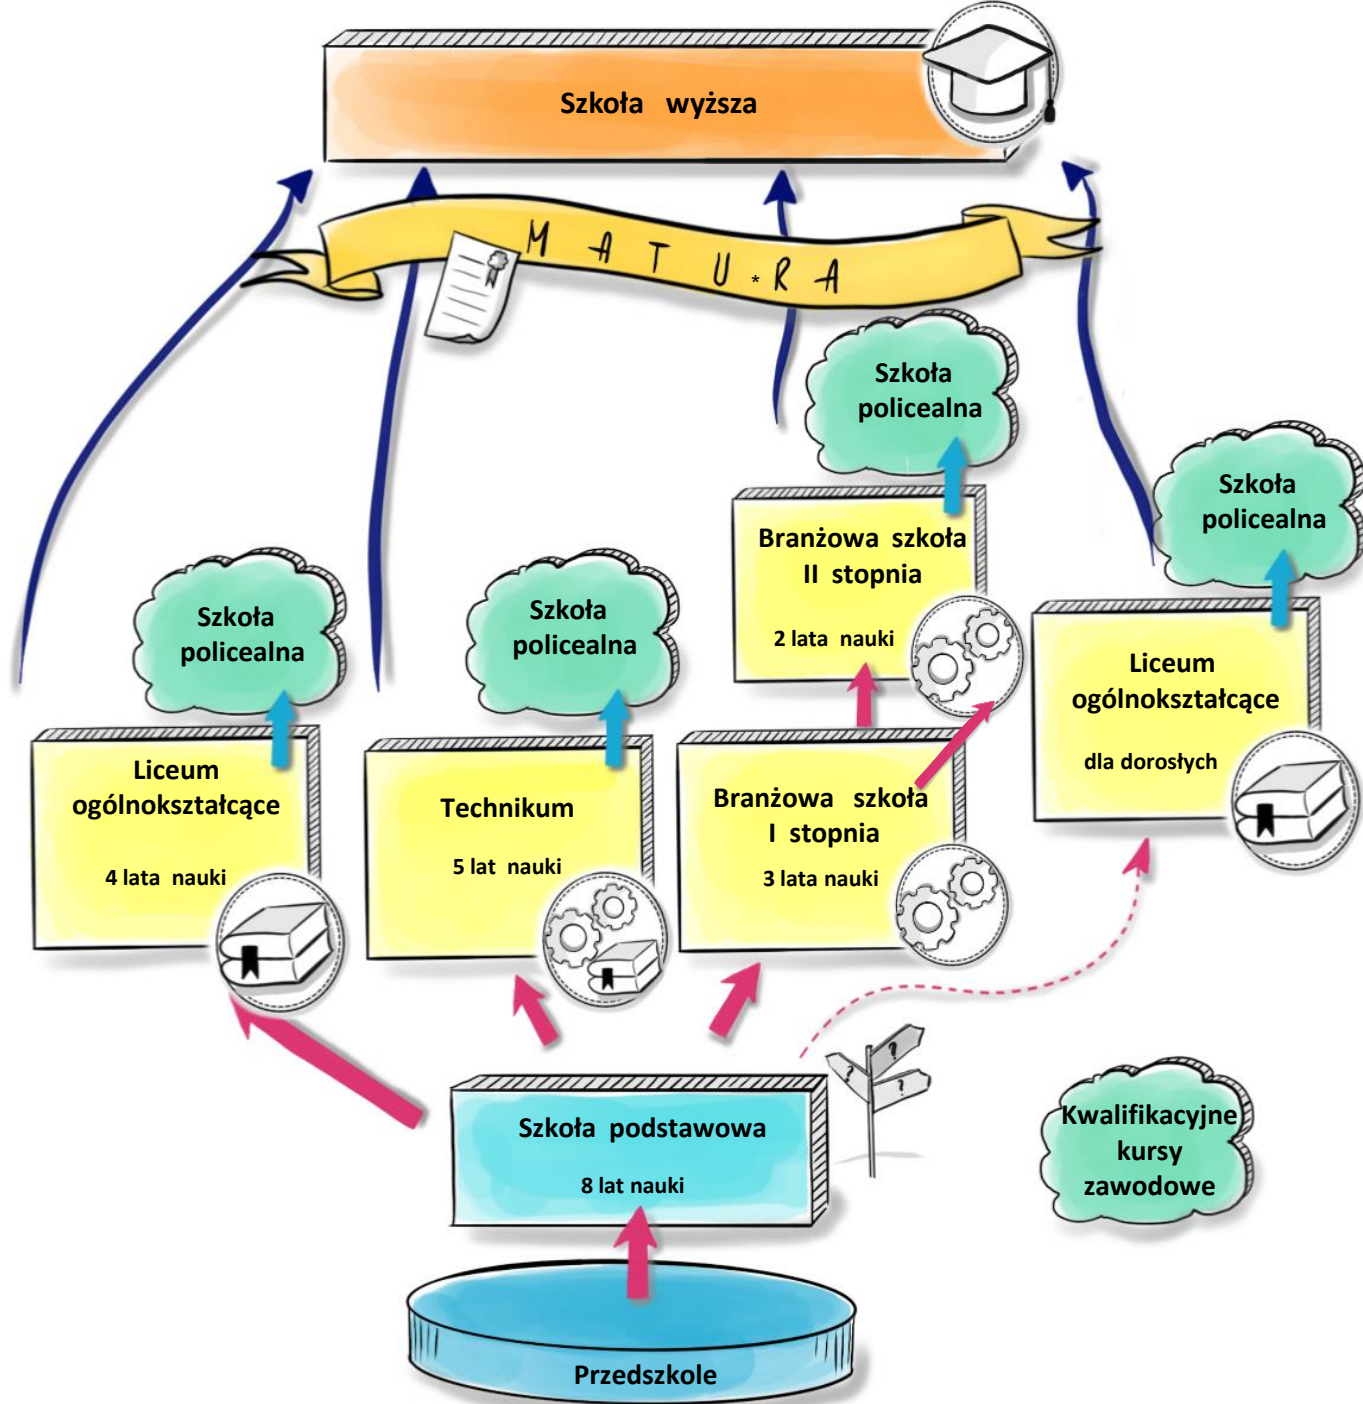 Szkoła wyższa
MATU*RA
Szkoła
policealna
Szkoła
policealna
Branżowa szkoła
II stopnia
2 lata nauki
Szkoła
policealna
Szkoła
policealna
Liceum
ogólnokształcące
dla dorosłych
Liceum
ogólnokształcące
4 lata nauki
Technikum
5 lat nauki
Branżowa szkoła
I stopnia
3 lata nauki
? ? ?
Szkoła podstawowa
8 lat nauki
Kwalifikacyjne
kursy
zawodowe
Przedszkole